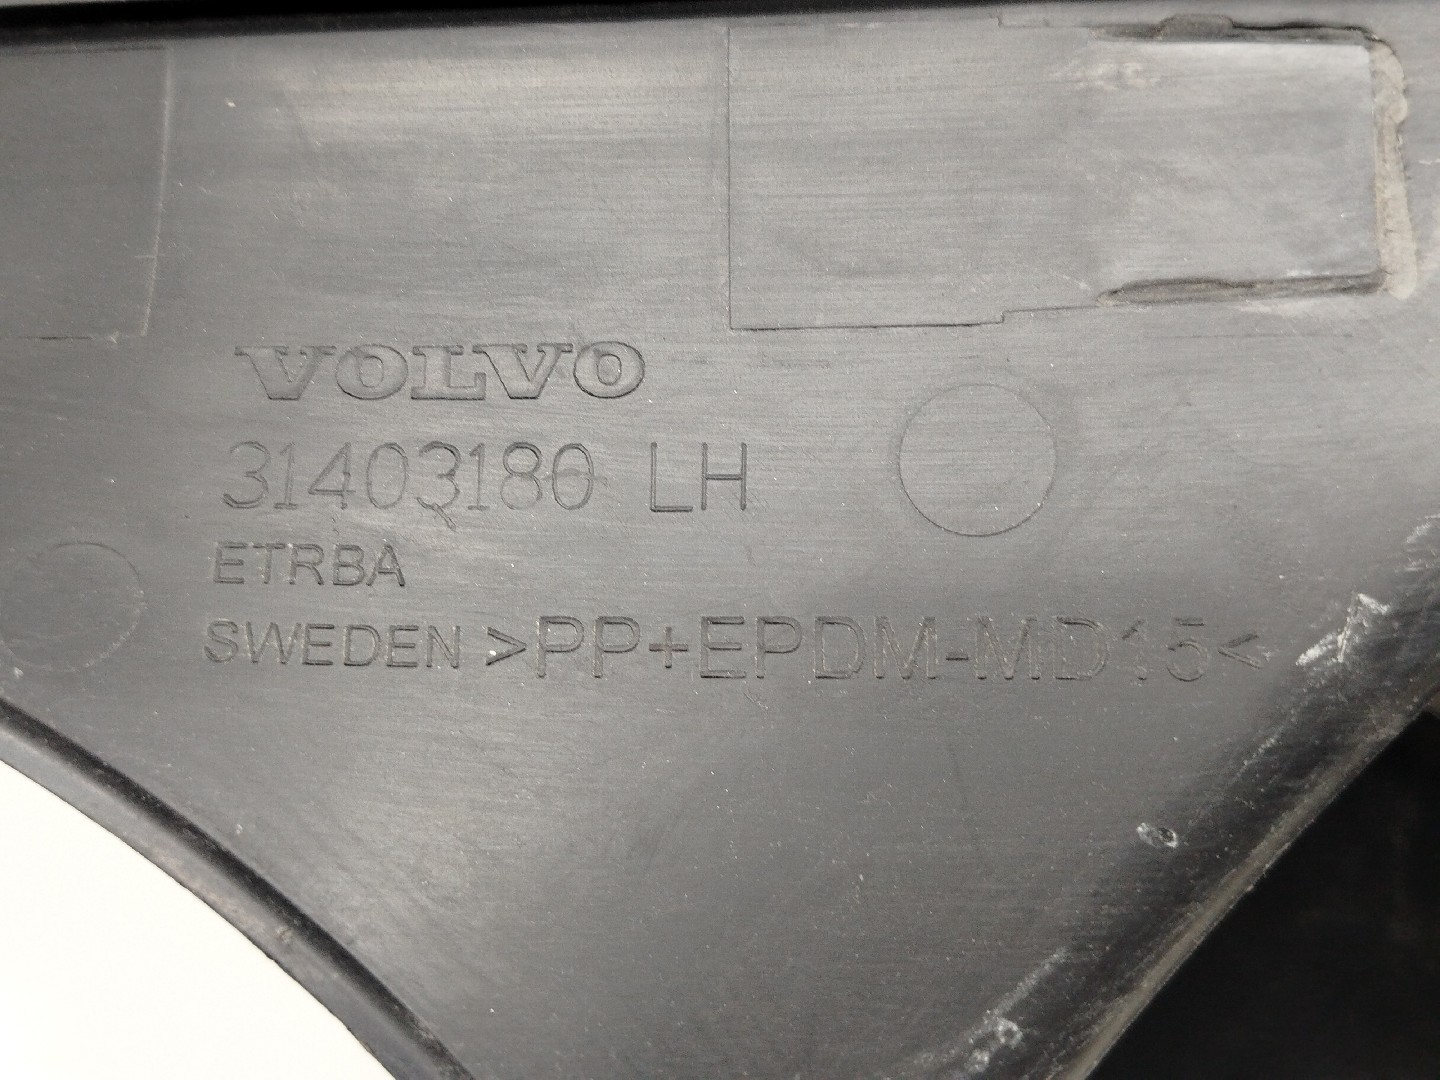 VOLVO
31403180 LH
ETRBA
SWEDEN >PP+EPDM-MD15<